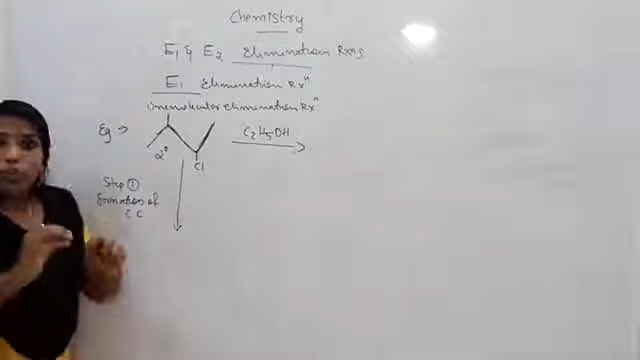 Chemistry
E1 & E2 Elimination Rxns
E1 Elimination Rxn
Unimolecular Elimination Rxn
Eg →
C2H5OH
2°
Cl
Step ①
formation of
C C